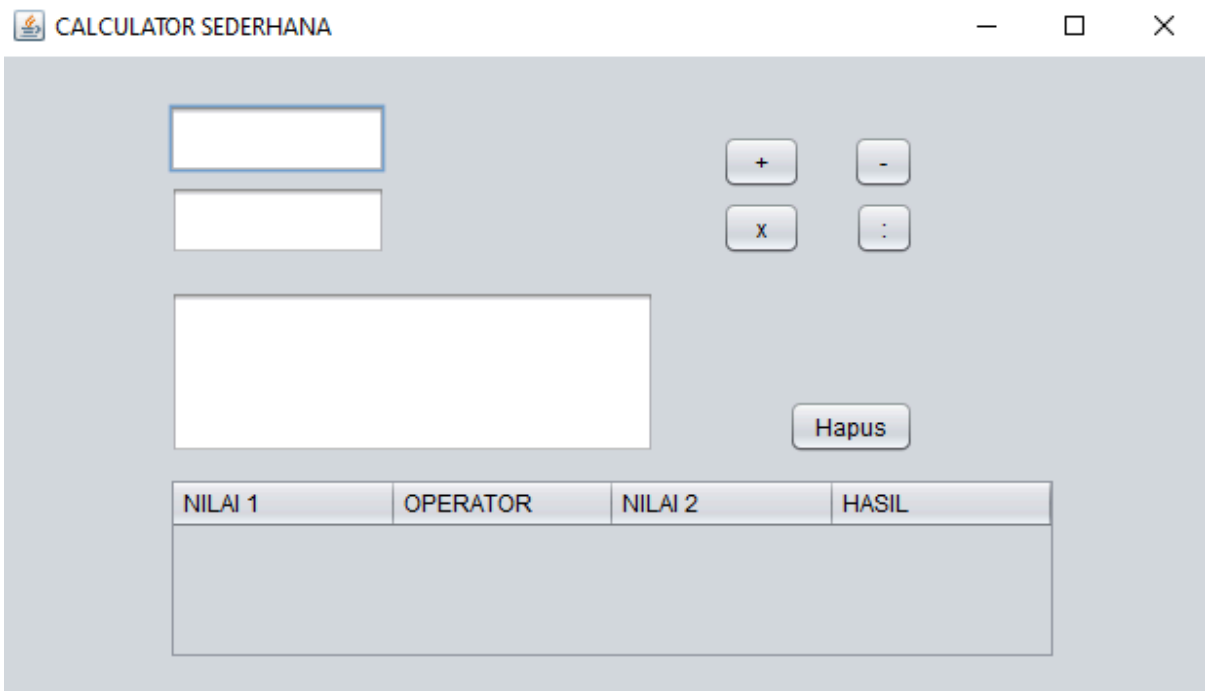 CALCULATOR SEDERHANA
+ -
x :
Hapus
NILAI 1 OPERATOR NILAI 2 HASIL